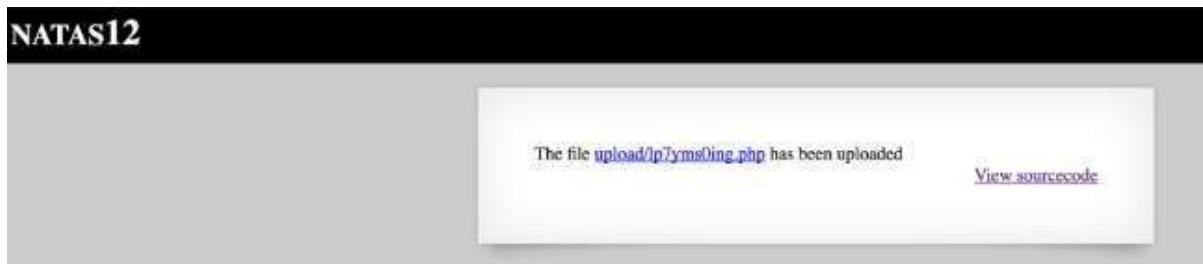 NATAS12
The file upload/lp7yms0ing.php has been uploaded
View sourcecode